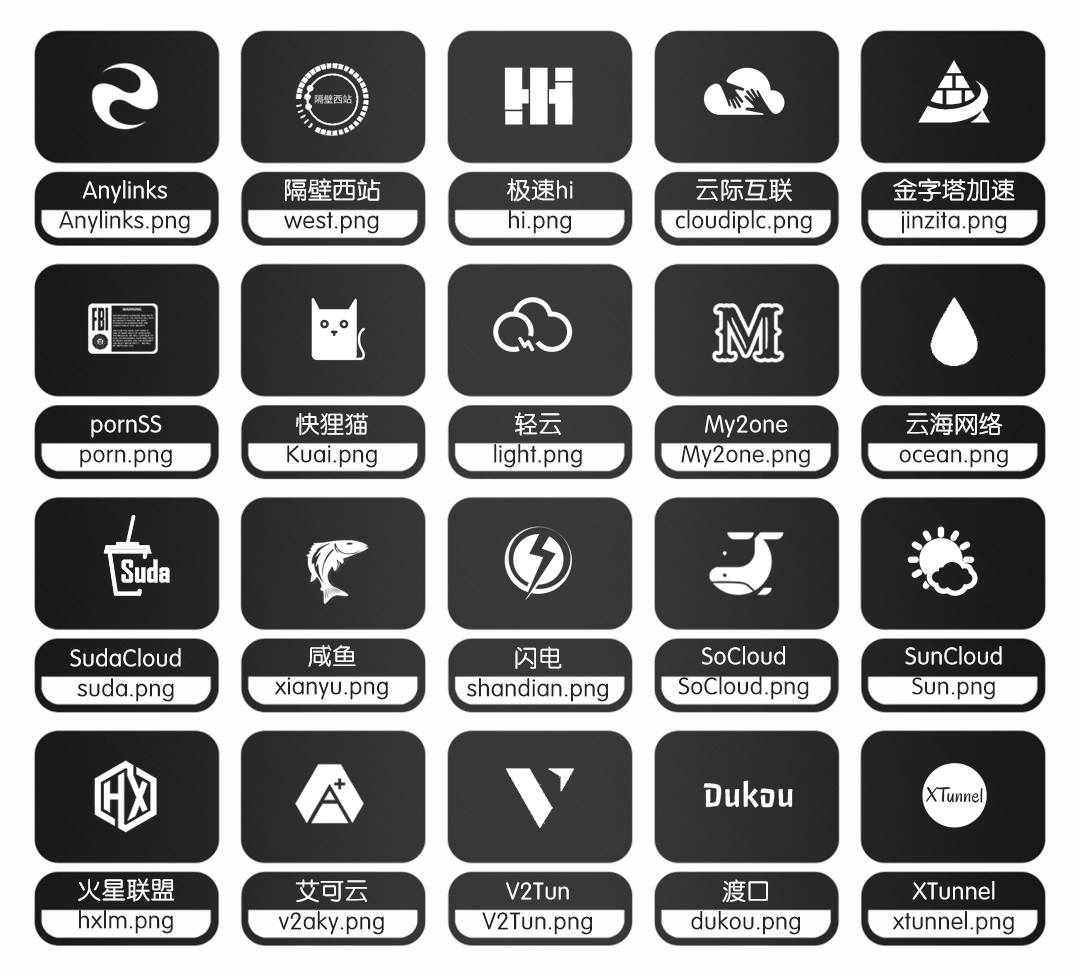 隔壁西站
Hi
Anylinks
Anylinks.png
隔壁西站
west.png
极速hi
hi.png
云际互联
cloudiplc.png
金字塔加速
jinzita.png
FBI
WARNING
M
pornSS
porn.png
快狸猫
Kuai.png
轻云
light.png
My2one
My2one.png
云海网络
ocean.png
Suda
SudaCloud
suda.png
咸鱼
xianyu.png
闪电
shandian.png
SoCloud
SoCloud.png
SunCloud
Sun.png
HX
A+
V
Dukou
XTunnel
火星联盟
hxlm.png
艾可云
v2aky.png
V2Tun
V2Tun.png
渡口
dukou.png
XTunnel
xtunnel.png